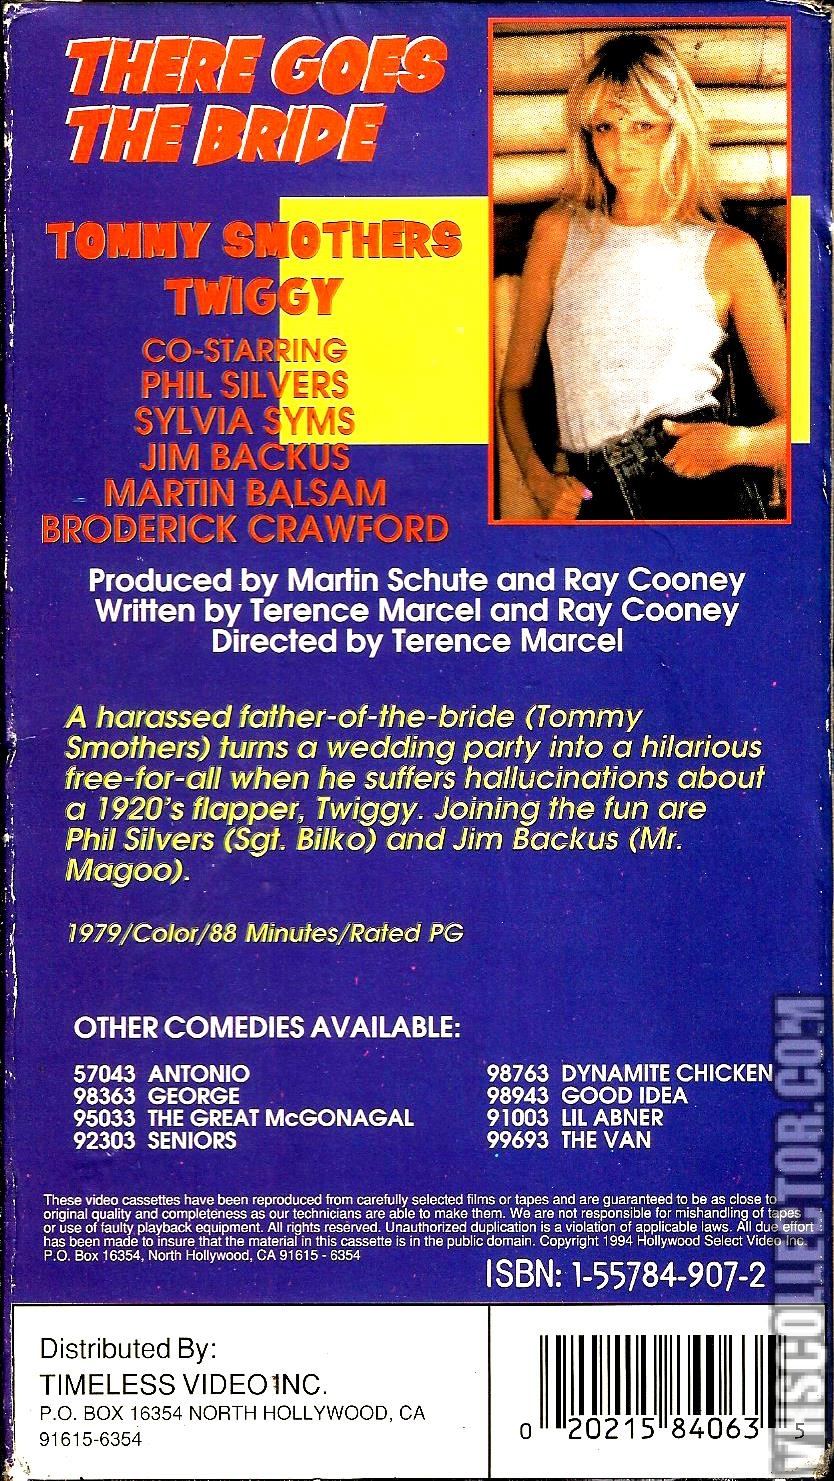 THERE GOES
THE BRIDE
TOMMY SMOTHERS
TWIGGY
CO-STARRING
PHIL SILVERS
SYLVIA SYMS
JIM BACKUS
MARTIN BALSAM
BRODERICK CRAWFORD
Produced by Martin Schute and Ray Cooney
Written by Terence Marcel and Ray Cooney
Directed by Terence Marcel
A harassed father-of-the-bride (Tommy
Smothers) turns a wedding party into a hilarious
free-for-all when he suffers hallucinations about
a 1920's flapper, Twiggy. Joining the fun are
Phil Silvers (Sgt. Bilko) and Jim Backus (Mr.
Magoo).
1979/Color/88 Minutes/Rated PG
OTHER COMEDIES AVAILABLE:
57043 ANTONIO
98363 GEORGE
95033 THE GREAT McGONAGAL
92303 SENIORS
98763 DYNAMITE CHICKEN
98943 GOOD IDEA
91003 LIL ABNER
99693 THE VAN
These video cassettes have been reproduced from carefully selected films or tapes and are guaranteed to be as close to
original quality and completeness as our technicians are able to make them. We are not responsible for mishandling of tapes
or use of faulty playback equipment. All rights reserved. Unauthorized duplication is a violation of applicable laws. All due effort
has been made to insure that the material in this cassette is in the public domain. Copyright 1994 Hollywood Select Video Inc.
P.O. Box 16354, North Hollywood, CA 91615 - 6354
ISBN: 1-55784-907-2
Distributed By:
TIMELESS VIDEO INC.
P.O. BOX 16354 NORTH HOLLYWOOD, CA
91615-6354
0 20215 84063 5
VHSCOLLECTOR.COM